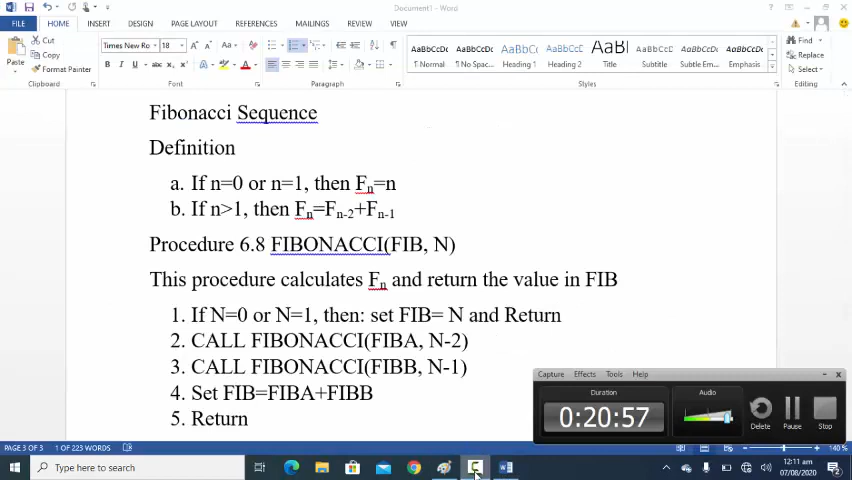 Document1 - Word
FILE HOME INSERT DESIGN PAGE LAYOUT REFERENCES MAILINGS REVIEW VIEW
Cut
Copy
Format Painter
Paste
Clipboard
Times New Ro 18
Font
Paragraph
AaBbCcDc AaBbCcDc AaBbCc AaBbCcD AaBl AaBbCcD AaBbCcDc AaBbCcDc
¶ Normal ¶ No Spac... Heading 1 Heading 2 Title Subtitle Subtle Em... Emphasis
Styles
Find
Replace
Select
Editing
Fibonacci Sequence
Definition
a. If n=0 or n=1, then Fn=n
b. If n>1, then Fn=Fn-2+Fn-1
Procedure 6.8 FIBONACCI(FIB, N)
This procedure calculates Fn and return the value in FIB
1. If N=0 or N=1, then: set FIB= N and Return
2. CALL FIBONACCI(FIBA, N-2)
3. CALL FIBONACCI(FIBB, N-1)
4. Set FIB=FIBA+FIBB
5. Return
Capture Effects Tools Help
Duration
0:20:57
Audio
Delete Pause Stop
PAGE 3 OF 3 1 OF 223 WORDS
140 %
Type here to search
12:11 am
07/08/2020